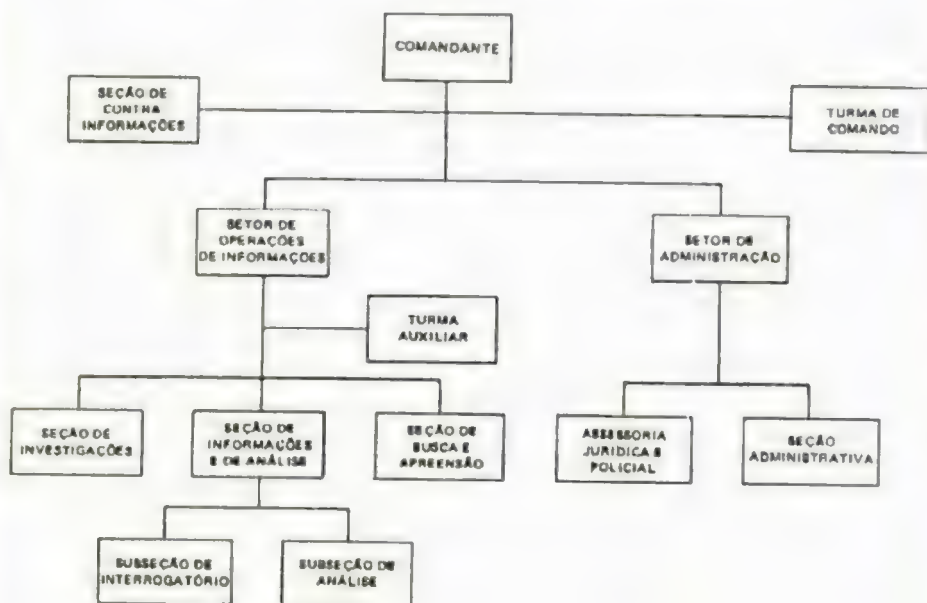 COMANDANTE
SEÇÃO DE
CONTRA
INFORMAÇÕES
TURMA DE
COMANDO
SETOR DE
OPERAÇÕES
DE INFORMAÇÕES
SETOR DE
ADMINISTRAÇÃO
TURMA
AUXILIAR
SEÇÃO DE
INVESTIGAÇÕES
SEÇÃO DE
INFORMAÇÕES
E DE ANÁLISE
SEÇÃO DE
BUSCA E
APREENSÃO
ASSESSORIA
JURÍDICA E
POLICIAL
SEÇÃO
ADMINISTRATIVA
SUBSEÇÃO DE
INTERROGATÓRIO
SUBSEÇÃO DE
ANÁLISE